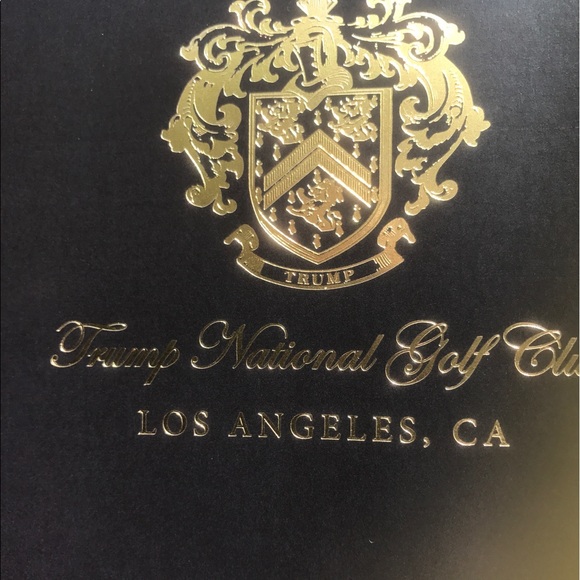 TRUMP
Trump National Golf Clu
LOS ANGELES, CA